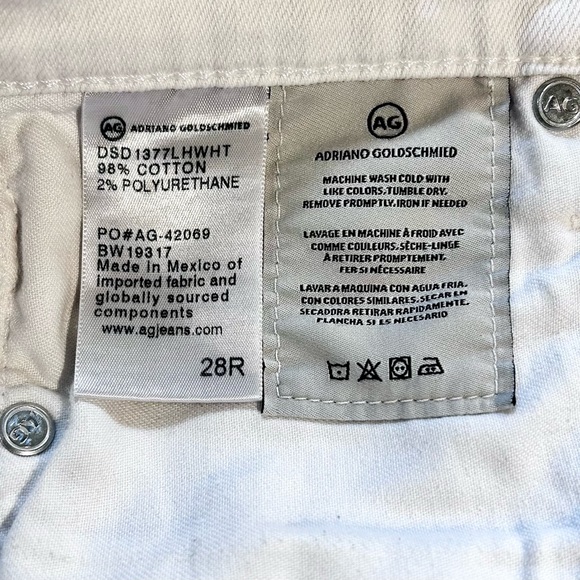 AG ADRIANO GOLDSCHMIED
DSD1377LHWHT
98% COTTON
2% POLYURETHANE
PO#AG-42069
BW19317
Made in Mexico of
imported fabric and
globally sourced
components
www.agjeans.com
28R
AG
ADRIANO GOLDSCHMIED
MACHINE WASH COLD WITH
LIKE COLORS. TUMBLE DRY.
REMOVE PROMPTLY. IRON IF NEEDED
LAVAGE EN MACHINE À FROID AVEC
COMME COULEURS. SÈCHE-LINGE
À RETIRER PROMPTEMENT.
FER SI NÉCESSAIRE
LAVAR A MAQUINA CON AGUA FRIA.
CON COLORES SIMILARES. SECAR EN
SECADORA RETIRAR RAPIDAMENTE.
PLANCHA SI ES NECESARIO
AG
AG